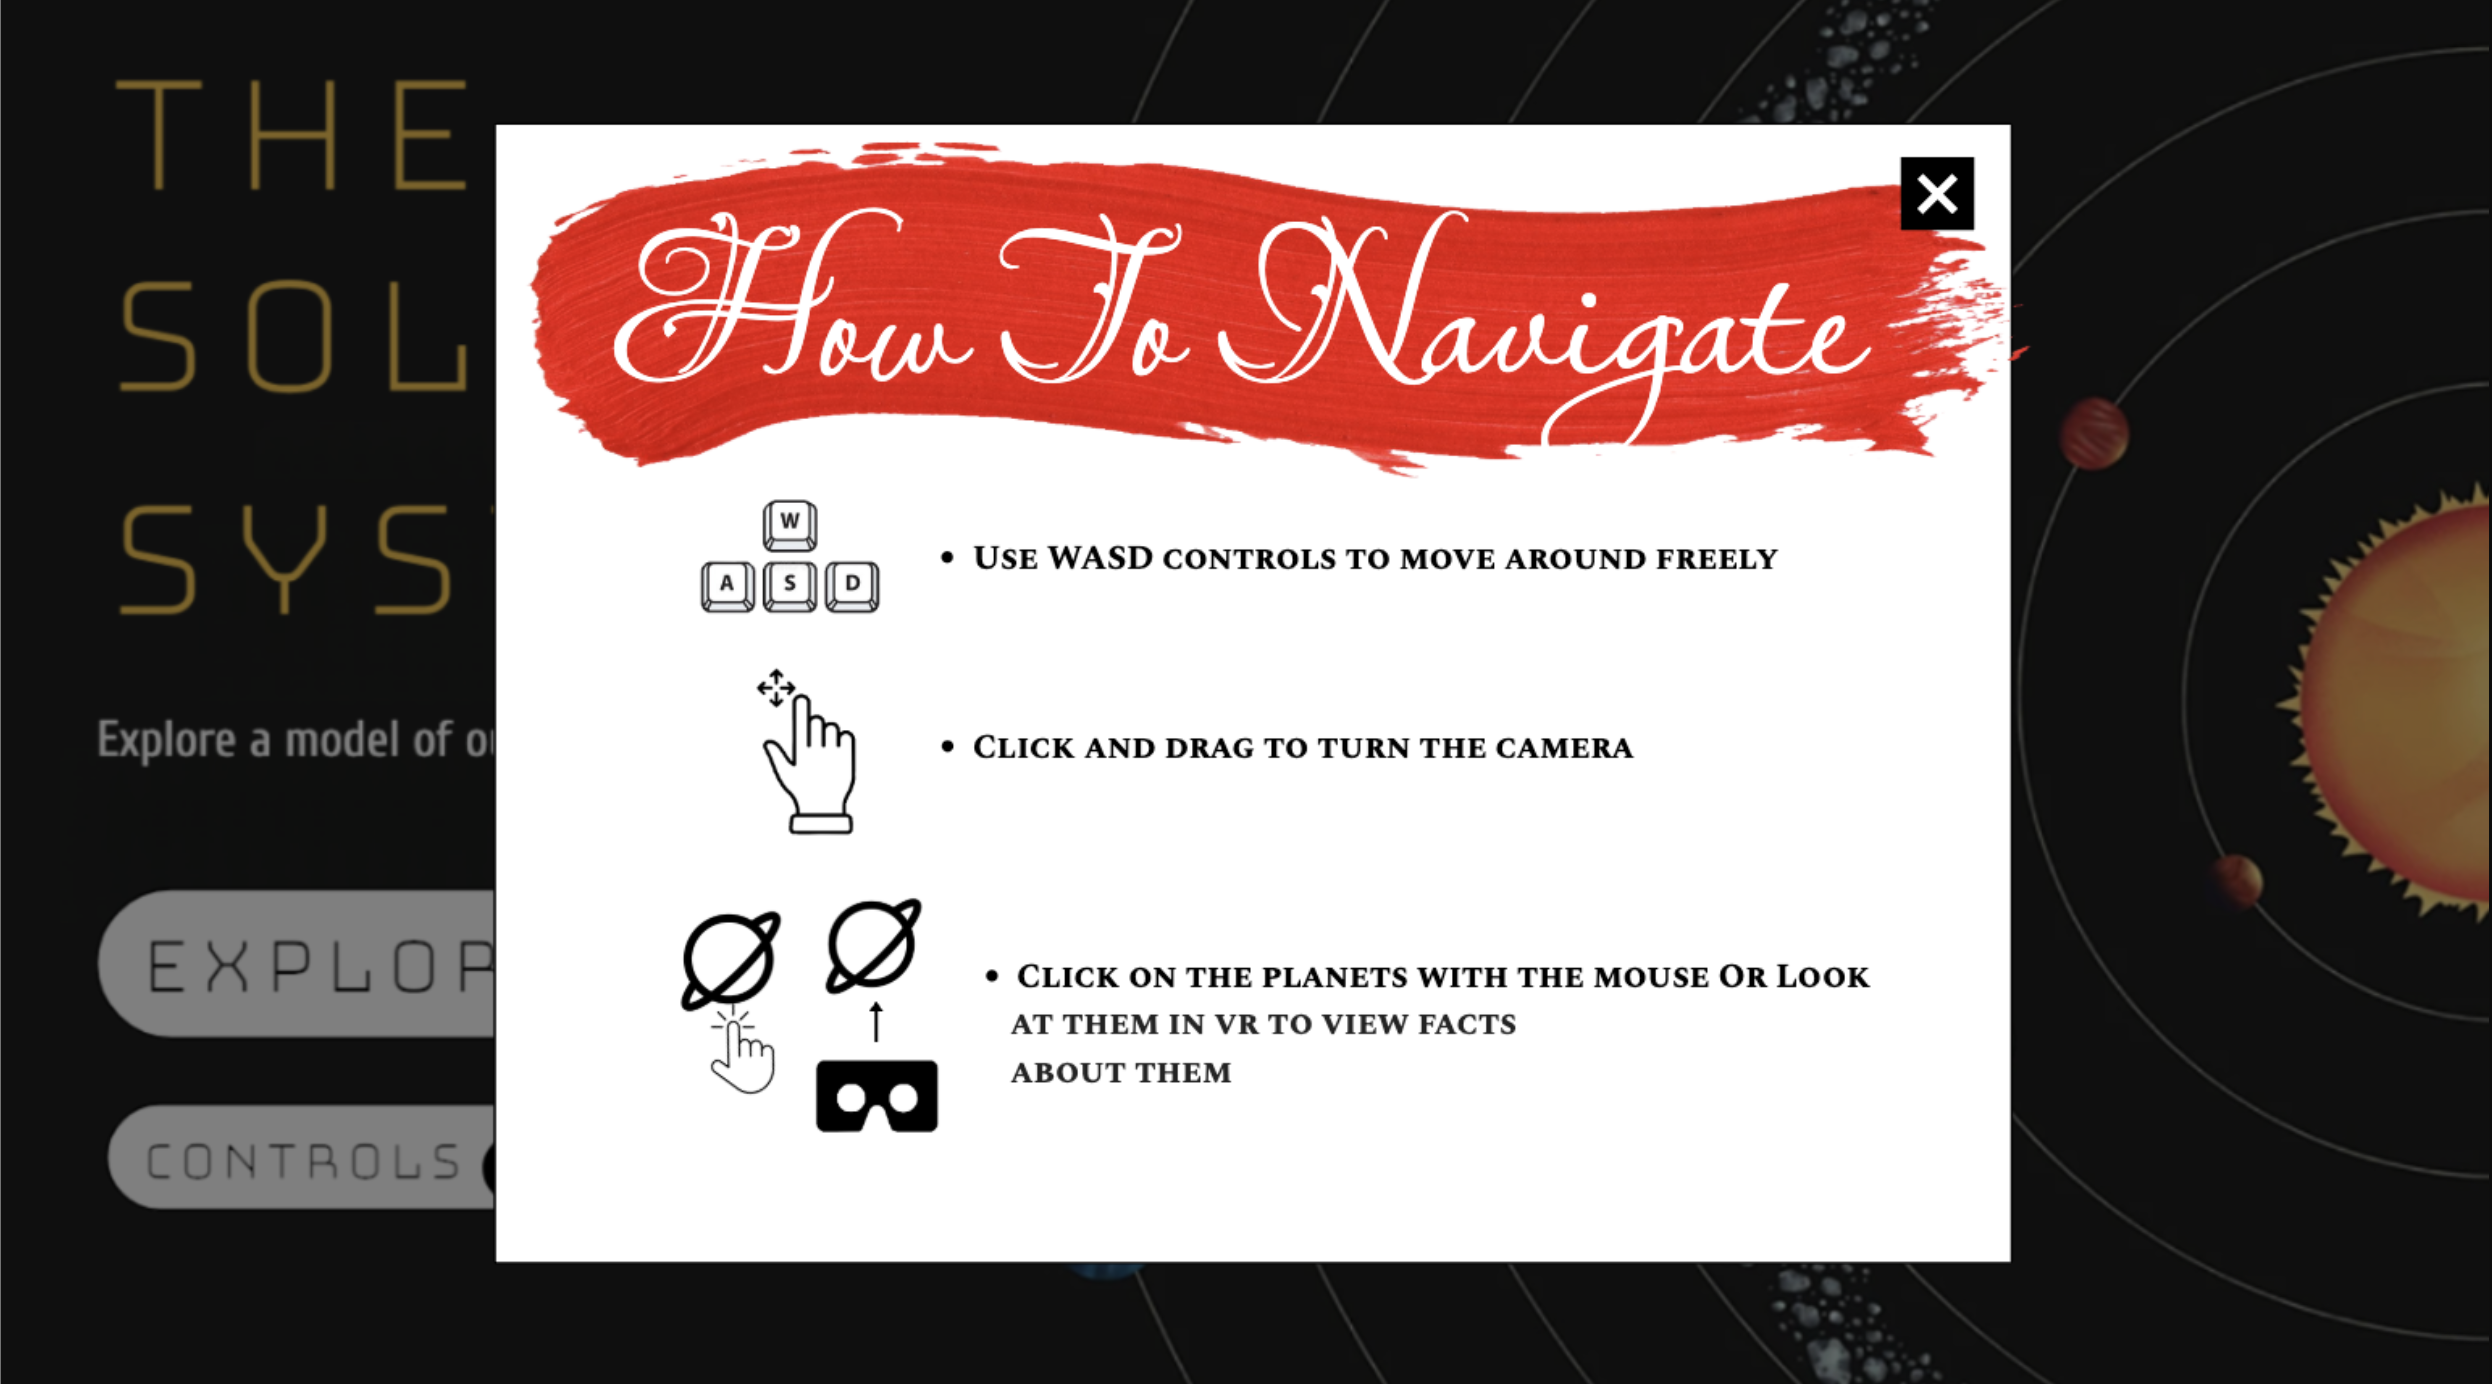 THE
SOL
SYS
Explore a model of
EXPLOR
CONTROLS
How To Navigate
W
A S D
• Use WASD controls to move around freely
• Click and drag to turn the camera
• Click on the planets with the mouse Or Look
at them in vr to view facts
about them